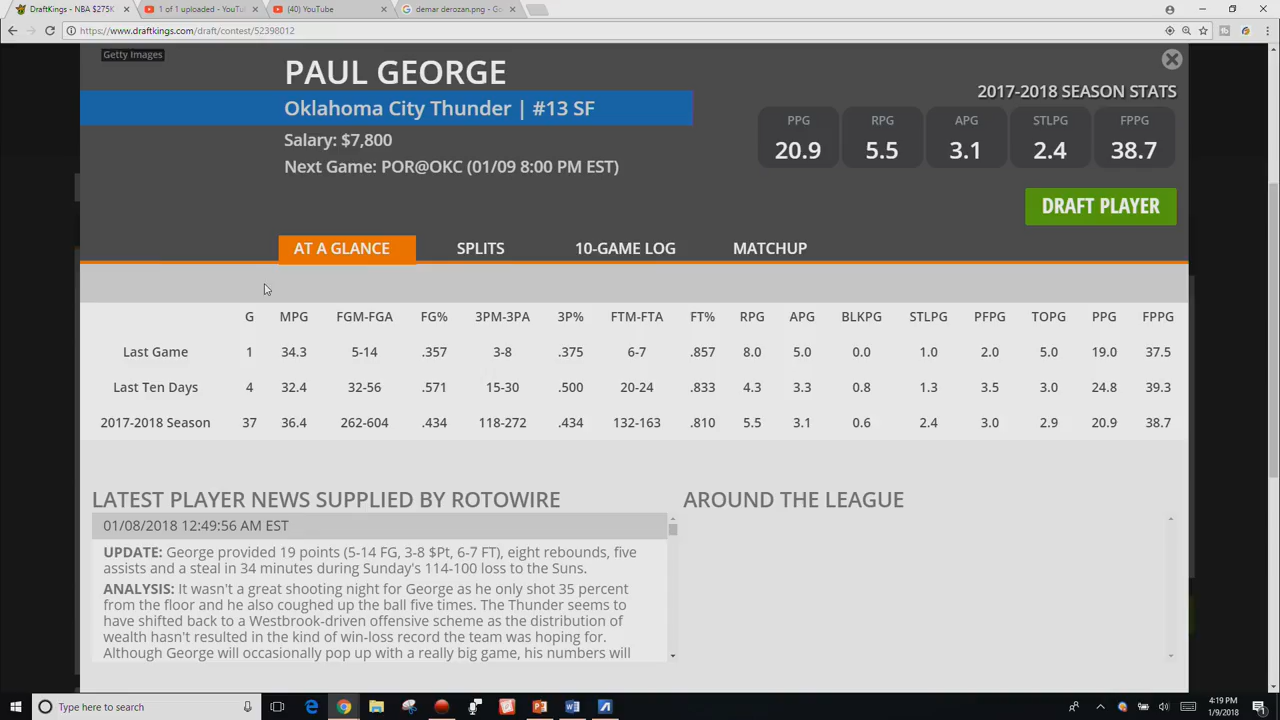 DraftKings - NBA $275K
1 of 1 uploaded - YouTu
(40) YouTube
demar derozan.png - Go
https://www.draftkings.com/draft/contest/52398012
Getty Images
PAUL GEORGE
Oklahoma City Thunder | #13 SF
Salary: $7,800
Next Game: POR@OKC (01/09 8:00 PM EST)
2017-2018 SEASON STATS
PPG RPG APG STLPG FPPG
20.9 5.5 3.1 2.4 38.7
DRAFT PLAYER
AT A GLANCE SPLITS 10-GAME LOG MATCHUP
G MPG FGM-FGA FG% 3PM-3PA 3P% FTM-FTA FT% RPG APG BLKPG STLPG PFPG TOPG PPG FPPG
Last Game 1 34.3 5-14 .357 3-8 .375 6-7 .857 8.0 5.0 0.0 1.0 2.0 5.0 19.0 37.5
Last Ten Days 4 32.4 32-56 .571 15-30 .500 20-24 .833 4.3 3.3 0.8 1.3 3.5 3.0 24.8 39.3
2017-2018 Season 37 36.4 262-604 .434 118-272 .434 132-163 .810 5.5 3.1 0.6 2.4 3.0 2.9 20.9 38.7
LATEST PLAYER NEWS SUPPLIED BY ROTOWIRE
01/08/2018 12:49:56 AM EST
UPDATE: George provided 19 points (5-14 FG, 3-8 $Pt, 6-7 FT), eight rebounds, five
assists and a steal in 34 minutes during Sunday's 114-100 loss to the Suns.
ANALYSIS: It wasn't a great shooting night for George as he only shot 35 percent
from the floor and he also coughed up the ball five times. The Thunder seems to
have shifted back to a Westbrook-driven offensive scheme as the distribution of
wealth hasn't resulted in the kind of win-loss record the team was hoping for.
Although George will occasionally pop up with a really big game, his numbers will
AROUND THE LEAGUE
Type here to search
4:19 PM
1/9/2018